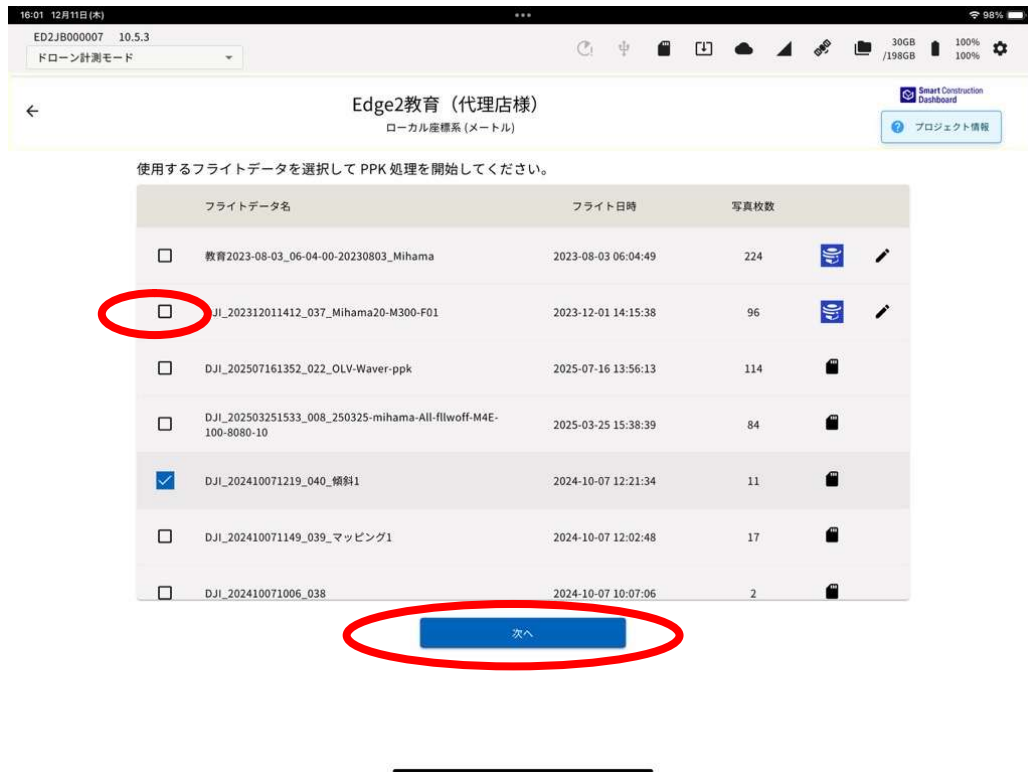 16:01 12月11日(木)
98%
ED2JB000007 10.5.3
ドローン計測モード
30GB
/198GB
100%
100%
Smart Construction
Dashboard
Edge2教育（代理店様）
ローカル座標系 (メートル)
プロジェクト情報
使用するフライトデータを選択して PPK 処理を開始してください。
フライトデータ名 フライト日時 写真枚数
教育2023-08-03_06-04-00-20230803_Mihama 2023-08-03 06:04:49 224
JI_202312011412_037_Mihama20-M300-F01 2023-12-01 14:15:38 96
DJI_202507161352_022_OLV-Waver-ppk 2025-07-16 13:56:13 114
DJI_202503251533_008_250325-mihama-All-fllwoff-M4E-
100-8080-10 2025-03-25 15:38:39 84
DJI_202410071219_040_傾斜1 2024-10-07 12:21:34 11
DJI_202410071149_039_マッピング1 2024-10-07 12:02:48 17
DJI_202410071006_038 2024-10-07 10:07:06 2
次へ